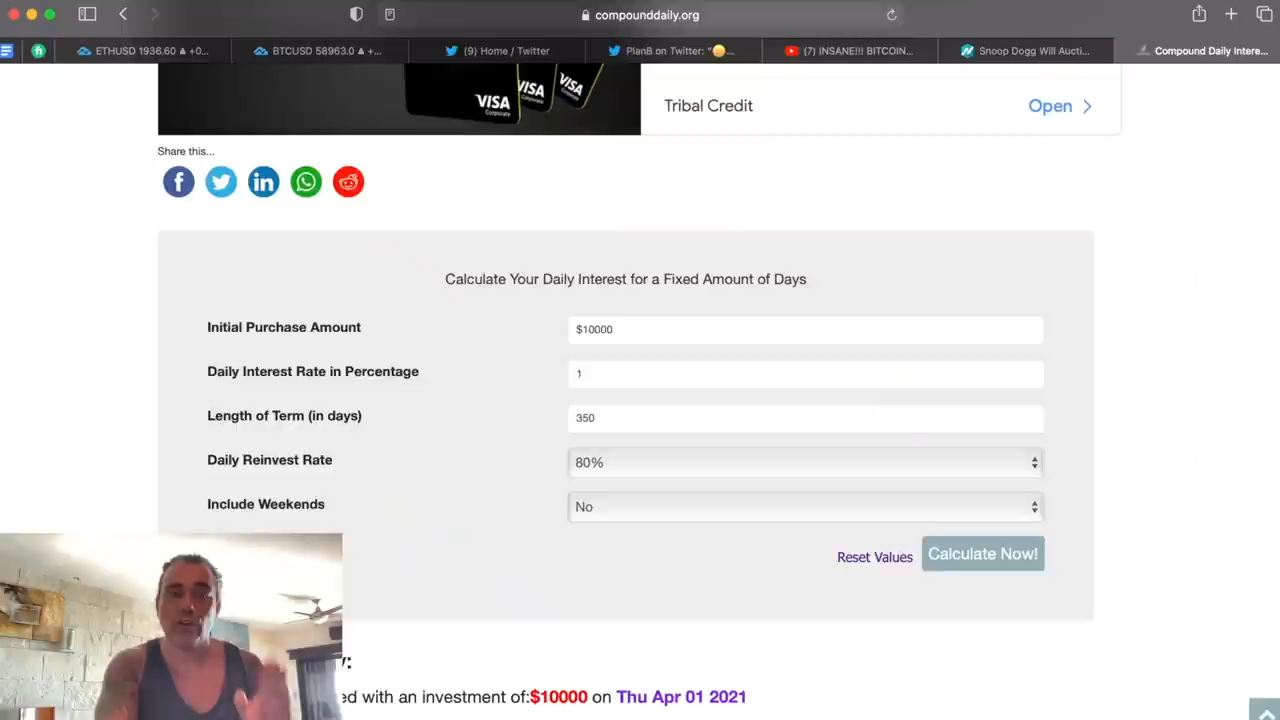 compounddaily.org
ETHUSD 1936.60 ▲ +0...
BTCUSD 58963.0 ▲ +...
(9) Home / Twitter
PlanB on Twitter: "😞...
(7) INSANE!!! BITCOIN...
Snoop Dogg Will Aucti...
Compound Daily Intere...
VISA
Corporate
VISA
VISA
Tribal Credit
Open
Share this...
Calculate Your Daily Interest for a Fixed Amount of Days
Initial Purchase Amount
$10000
Daily Interest Rate in Percentage
1
Length of Term (in days)
350
Daily Reinvest Rate
80%
Include Weekends
No
Reset Values
Calculate Now!
y:
ed with an investment of:$10000 on Thu Apr 01 2021